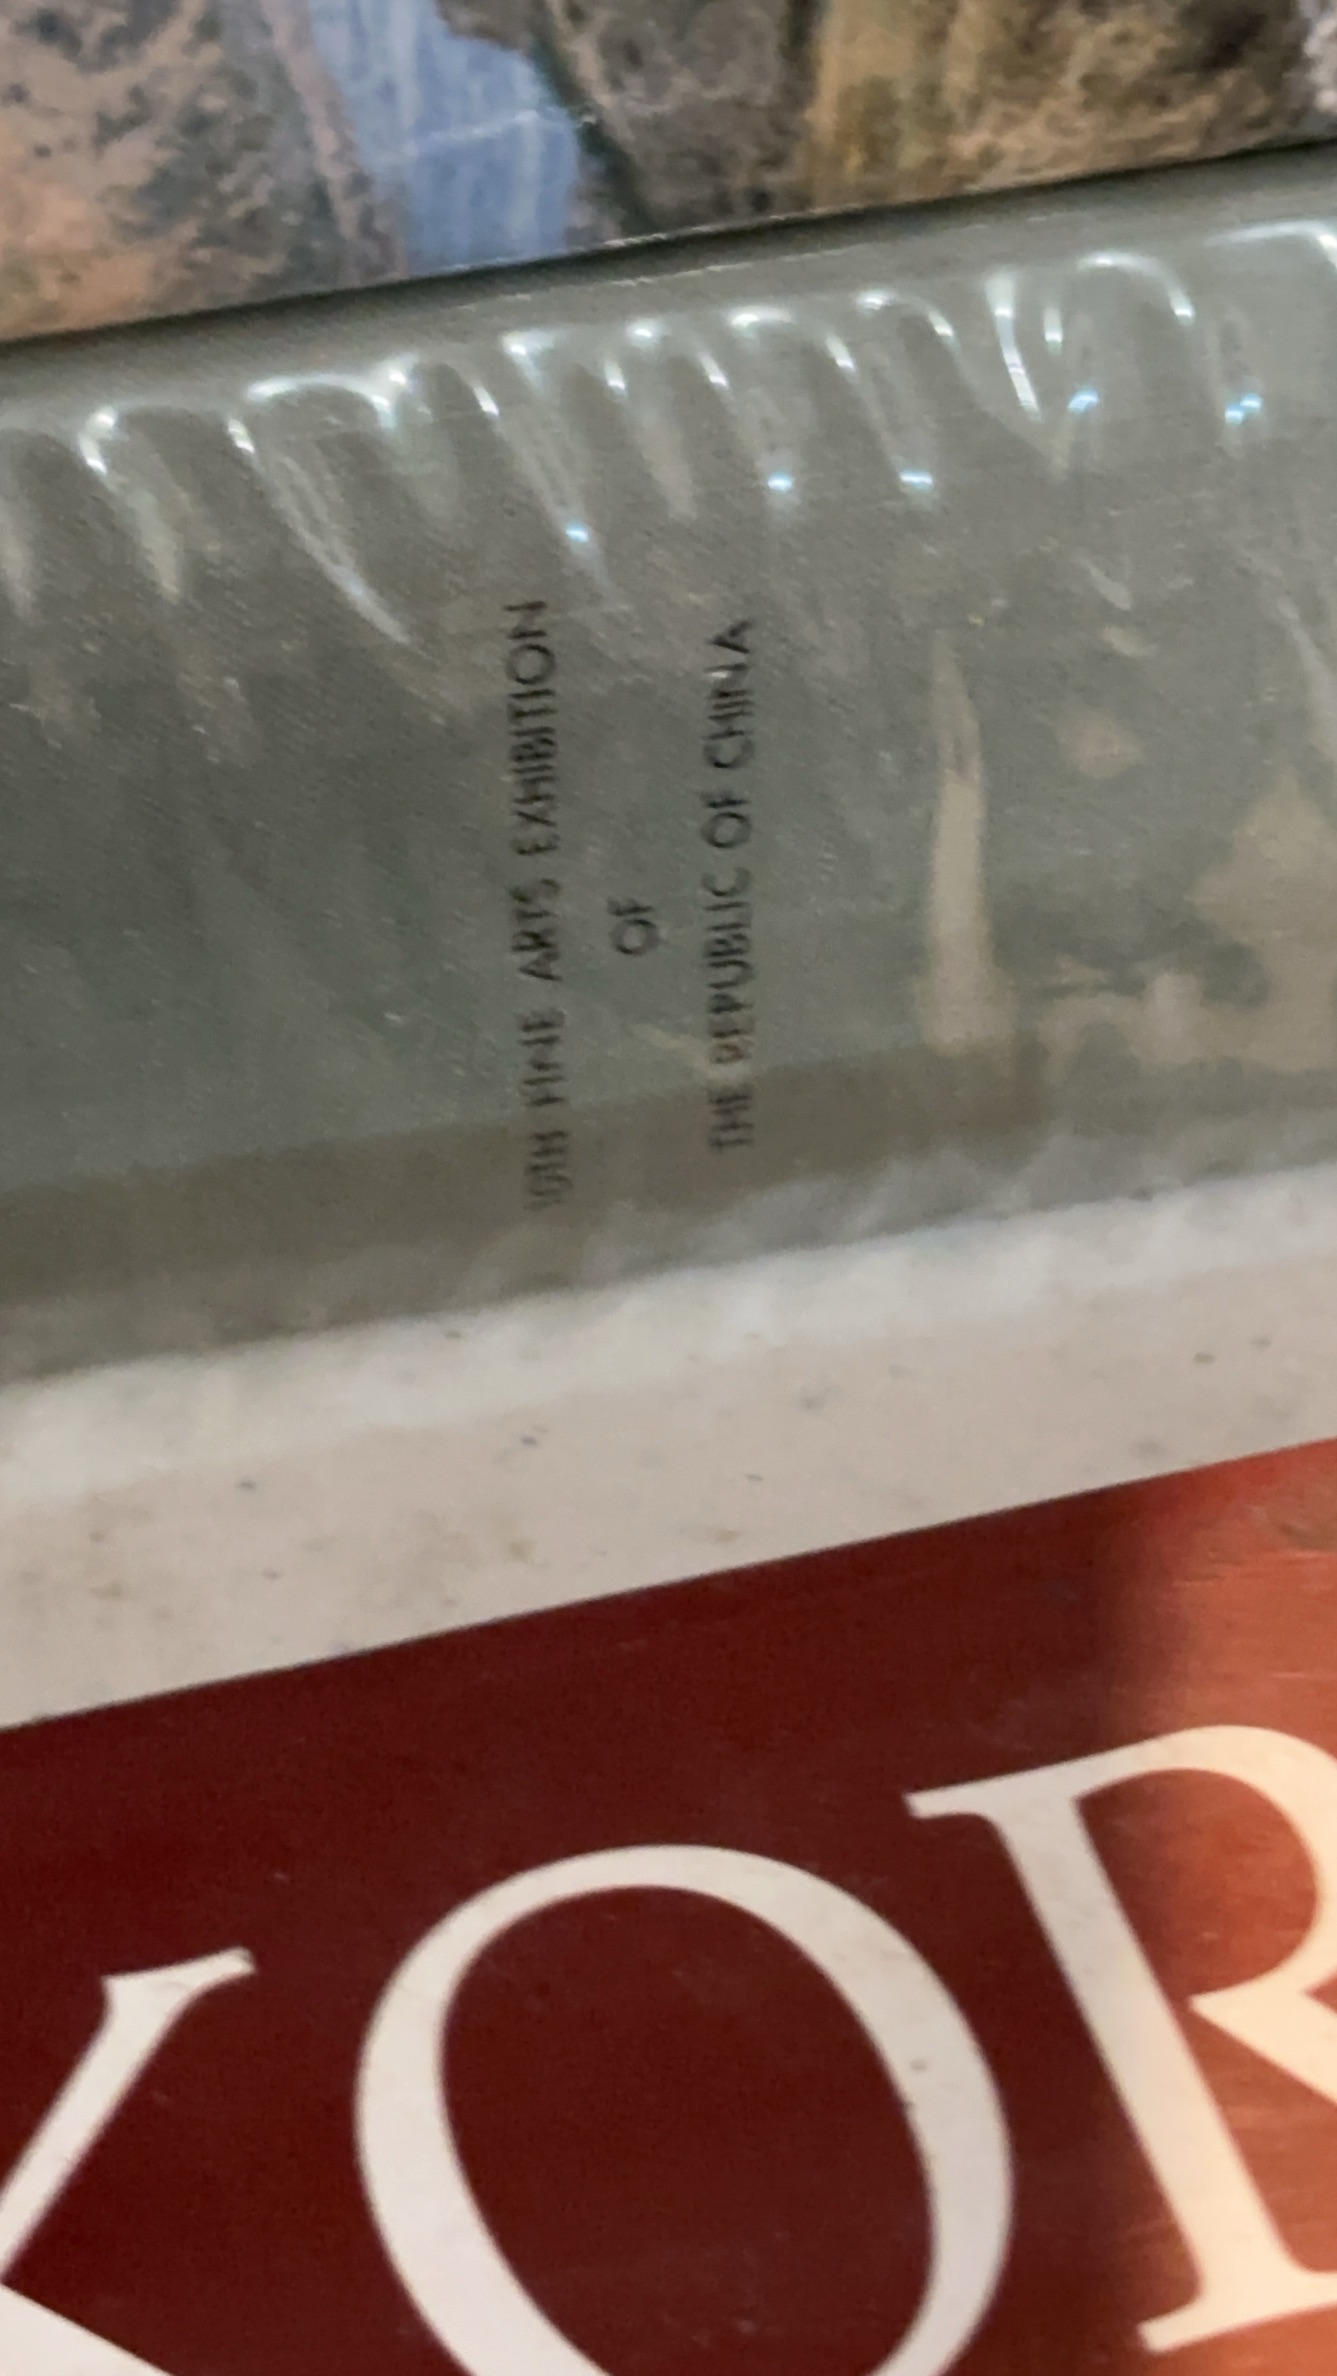 10TH FINE ARTS EXHIBITION
OF
THE REPUBLIC OF CHINA
KOR